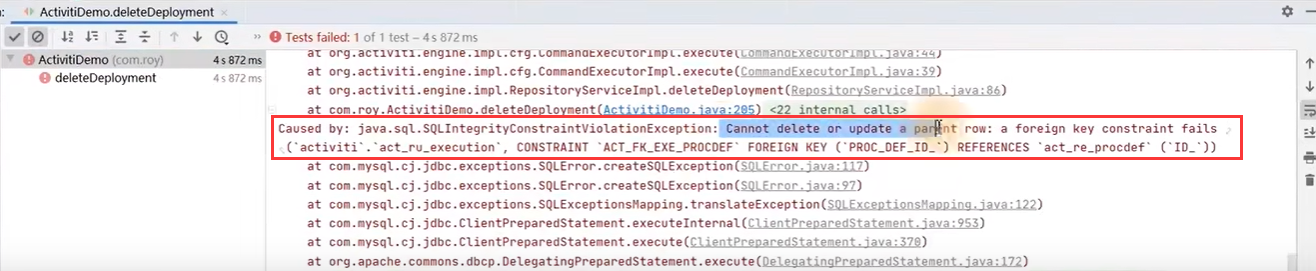 ActivitiDemo.deleteDeployment ×
Tests failed: 1 of 1 test – 4 s 872 ms
ActivitiDemo (com.roy) 4 s 872 ms
deleteDeployment 4 s 872 ms
at org.activiti.engine.impl.cfg.CommandExecutorImpl.execute(CommandExecutorImpl.java:44)
at org.activiti.engine.impl.cfg.CommandExecutorImpl.execute(CommandExecutorImpl.java:39)
at org.activiti.engine.impl.RepositoryServiceImpl.deleteDeployment(RepositoryServiceImpl.java:86)
at com.roy.ActivitiDemo.deleteDeployment(ActivitiDemo.java:205) <22 internal calls>
Caused by: java.sql.SQLIntegrityConstraintViolationException: Cannot delete or update a parent row: a foreign key constraint fails
(`activiti`.`act_ru_execution`, CONSTRAINT `ACT_FK_EXE_PROCDEF` FOREIGN KEY (`PROC_DEF_ID_`) REFERENCES `act_re_procdef` (`ID_`))
at com.mysql.cj.jdbc.exceptions.SQLError.createSQLException(SQLError.java:117)
at com.mysql.cj.jdbc.exceptions.SQLError.createSQLException(SQLError.java:97)
at com.mysql.cj.jdbc.exceptions.SQLExceptionsMapping.translateException(SQLExceptionsMapping.java:122)
at com.mysql.cj.jdbc.ClientPreparedStatement.executeInternal(ClientPreparedStatement.java:953)
at com.mysql.cj.jdbc.ClientPreparedStatement.execute(ClientPreparedStatement.java:370)
at org.apache.commons.dbcp.DelegatingPreparedStatement.execute(DelegatingPreparedStatement.java:172)